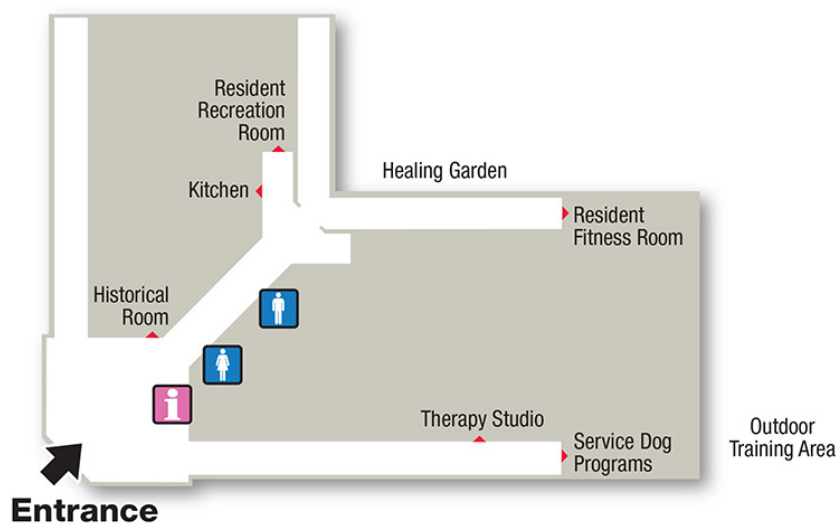 Resident
Recreation
Room
Healing Garden
Kitchen
Resident
Fitness Room
Historical
Room
i
Therapy Studio
Service Dog
Programs
Outdoor
Training Area
Entrance